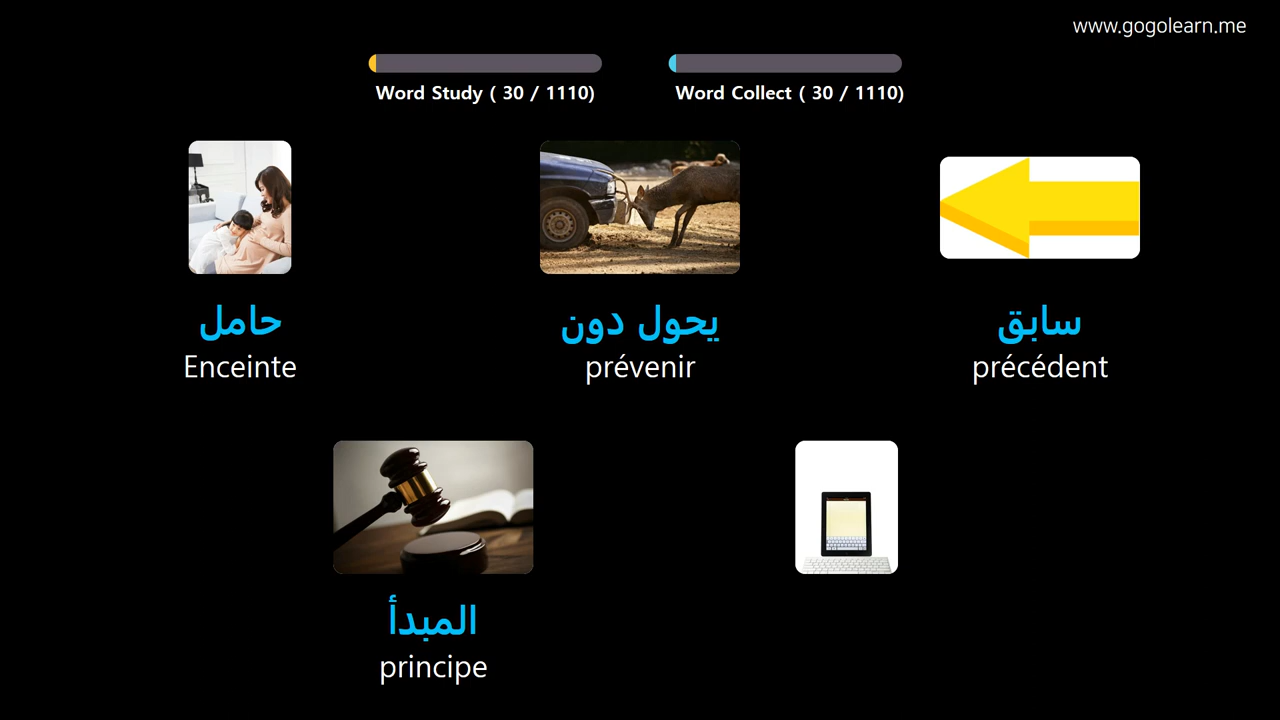 www.gogolearn.me
Word Study ( 30 / 1110)
Word Collect ( 30 / 1110)
حامل
Enceinte
يحول دون
prévenir
سابق
précédent
المبدأ
principe